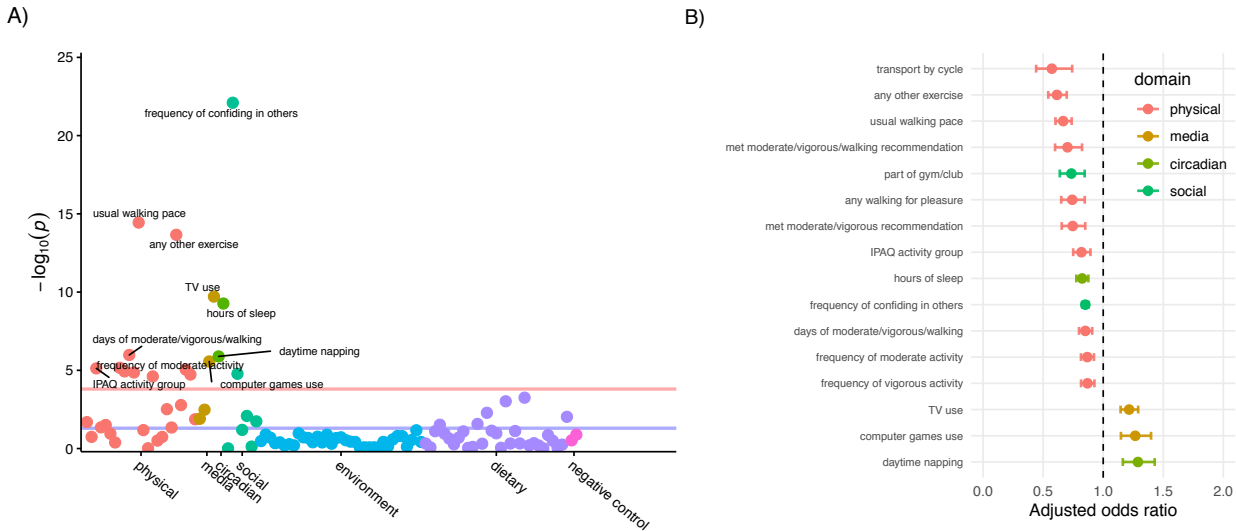 A)
B)
25
20
15
10
5
0
−log10(p)
frequency of confiding in others
usual walking pace
any other exercise
TV use
hours of sleep
days of moderate/vigorous/walking
daytime napping
frequency of moderate activity
IPAQ activity group
computer games use
physical
media
circadian
social
environment
dietary
negative control
transport by cycle
any other exercise
usual walking pace
met moderate/vigorous/walking recommendation
part of gym/club
any walking for pleasure
met moderate/vigorous recommendation
IPAQ activity group
hours of sleep
frequency of confiding in others
days of moderate/vigorous/walking
frequency of moderate activity
frequency of vigorous activity
TV use
computer games use
daytime napping
domain
physical
media
circadian
social
0.0 0.5 1.0 1.5 2.0
Adjusted odds ratio